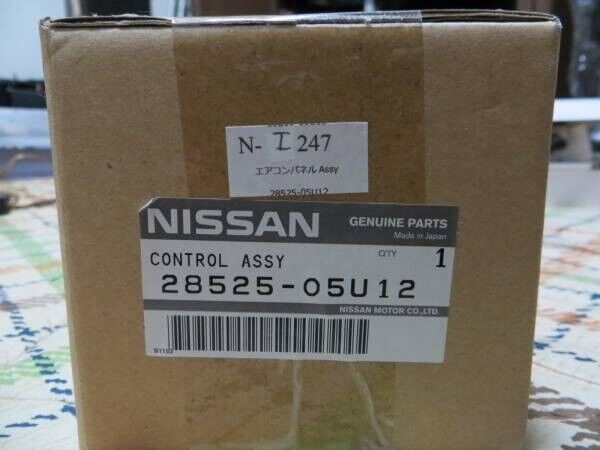 N- エ 247
エアコンパネル Assy
28525-05U12
NISSAN GENUINE PARTS
Made in Japan
CONTROL ASSY QTY 1
28525-05U12
NISSAN MOTOR CO.,LTD.